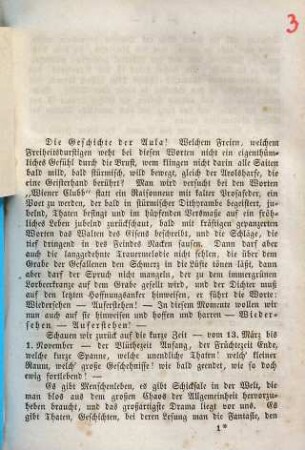 3
Die Geschichte der Aula! Welchem Freien, welchem
Freiheitsdurstigen weht bei diesen Worten nicht ein eigenthüm-
liches Gefühl durch die Brust, wem klingen nicht darin alle Saiten
bald mild, bald stürmisch, wild bewegt, gleich der Aeolsharfe, die
eine Geisterhand berührt? Man wird versucht bei den Worten
„Wiener Clubb“ statt ein Raisonneur mit kalter Prosafeder, ein
Poet zu werden, der bald in stürmischer Dithyrambe begeistert, ju-
belnd, Thaten besingt und im hüpfenden Versmaße auf ein fröh-
liches Leben jubelnd zurückschaut, bald mit kräftigen gepanzerten
Worten das Walten des Eisens beschreibt, und die Schläge, die
tief dringend in des Feindes Nacken sausen. Dann darf aber
auch die langgedehnte Trauermelodie nicht fehlen, die über dem
Grabe der Gefallenen den Schmerz in die Lüfte tönen läßt, dann
aber darf der Spruch nicht mangeln, der zu dem immergrünen
Lorbeerkranze auf dem Grabe gesellt wird, und der Dichter muß
auf den letzten Hoffnungsanker hinweisen, er führt die Worte:
Wiedersehen — Auferstehen! — In diesen Momente wollen wir
nun auch auf sie hinweisen und hoffen und harren — Wieder-
sehen — Auferstehen! —
Schauen wir zurück auf die kurze Zeit — vom 13. März bis
1. November — der Blüthezeit Anfang, der Früchtezeit Ende,
welch kurze Spanne, welche unendliche Thaten! welch' kleiner
Raum, welch' große Geschehnisse! wie bald geendet, wie so doch
ewig fortlebend! —
Es gibt Menschenleben, es gibt Schicksale in der Welt, die
man blos aus dem großen Chaos der Allgemeinheit hervorzu-
heben braucht, und das großartigste Drama liegt vor uns. Es
gibt Thaten, Geschichten, bei deren Lesung man die Fantasie, den
1*